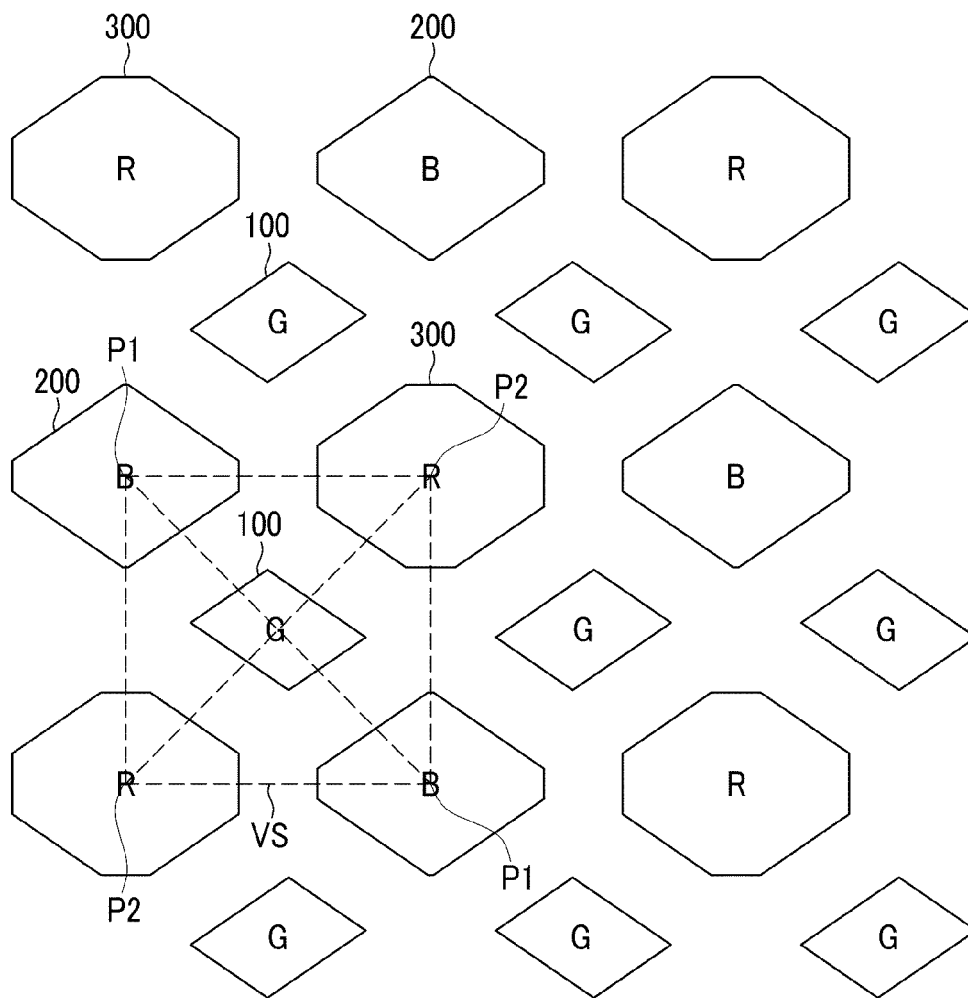 300 200
R B R
100
G G G
300
P1 P2
200
B R B
100
G G G
R B R
VS
P2 P1
G G G